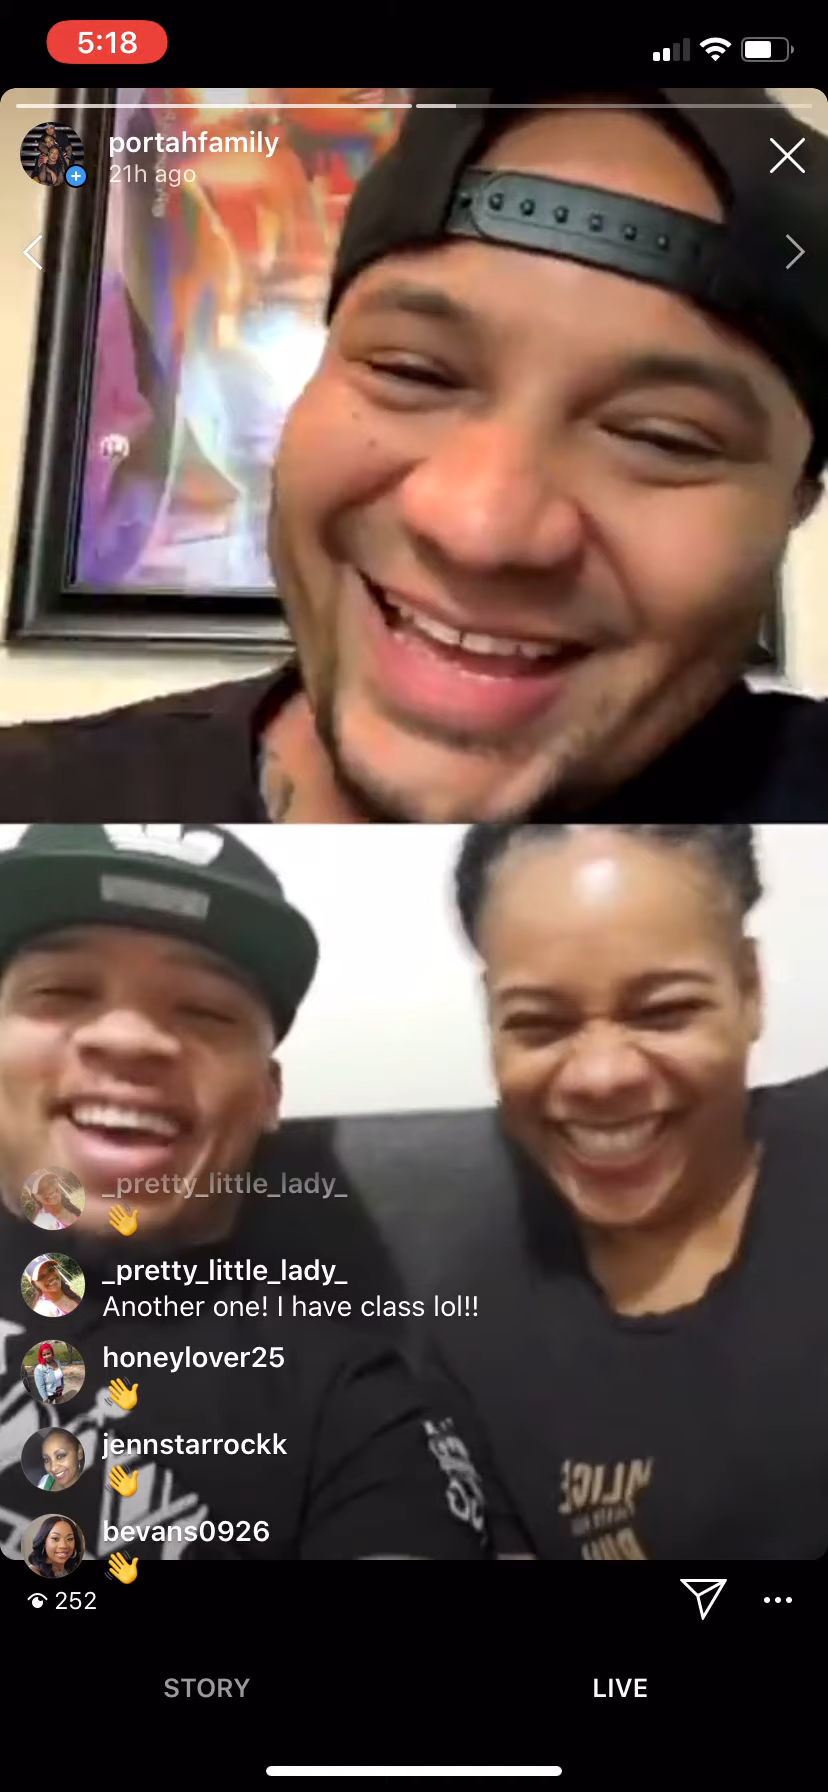 5:18
portahfamily
21h ago
_pretty_little_lady_
👋
_pretty_little_lady_
Another one! I have class lol!!
honeylover25
👋
jennstarrockk
👋
bevans0926
👋
252
STORY
LIVE